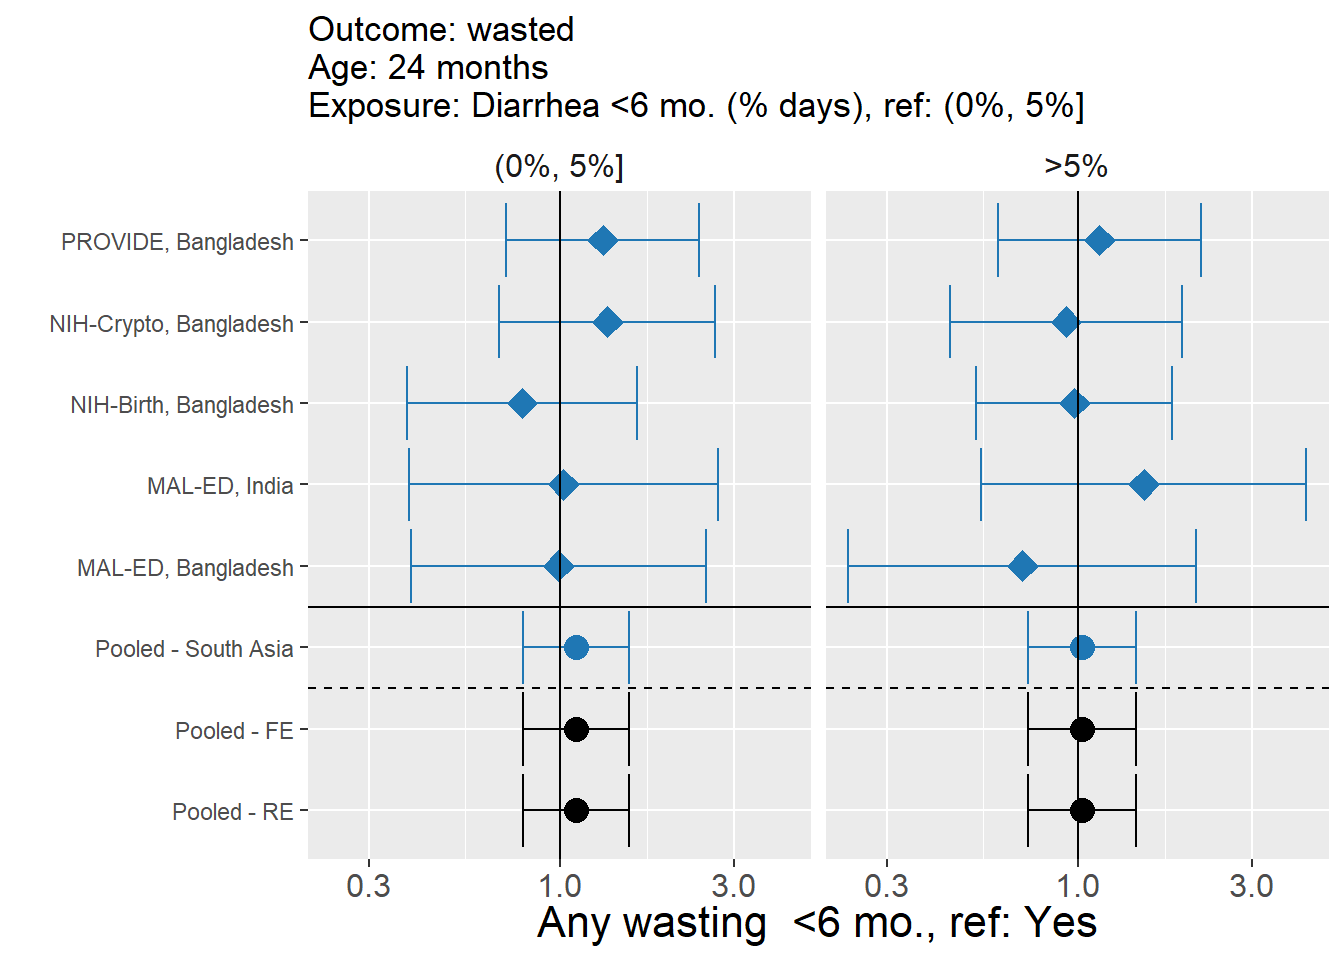 Outcome: wasted
Age: 24 months
Exposure: Diarrhea <6 mo. (% days), ref: (0%, 5%]
(0%, 5%]
>5%
PROVIDE, Bangladesh
NIH-Crypto, Bangladesh
NIH-Birth, Bangladesh
MAL-ED, India
MAL-ED, Bangladesh
Pooled - South Asia
Pooled - FE
Pooled - RE
0.3 1.0 3.0 0.3 1.0 3.0
Any wasting  <6 mo., ref: Yes